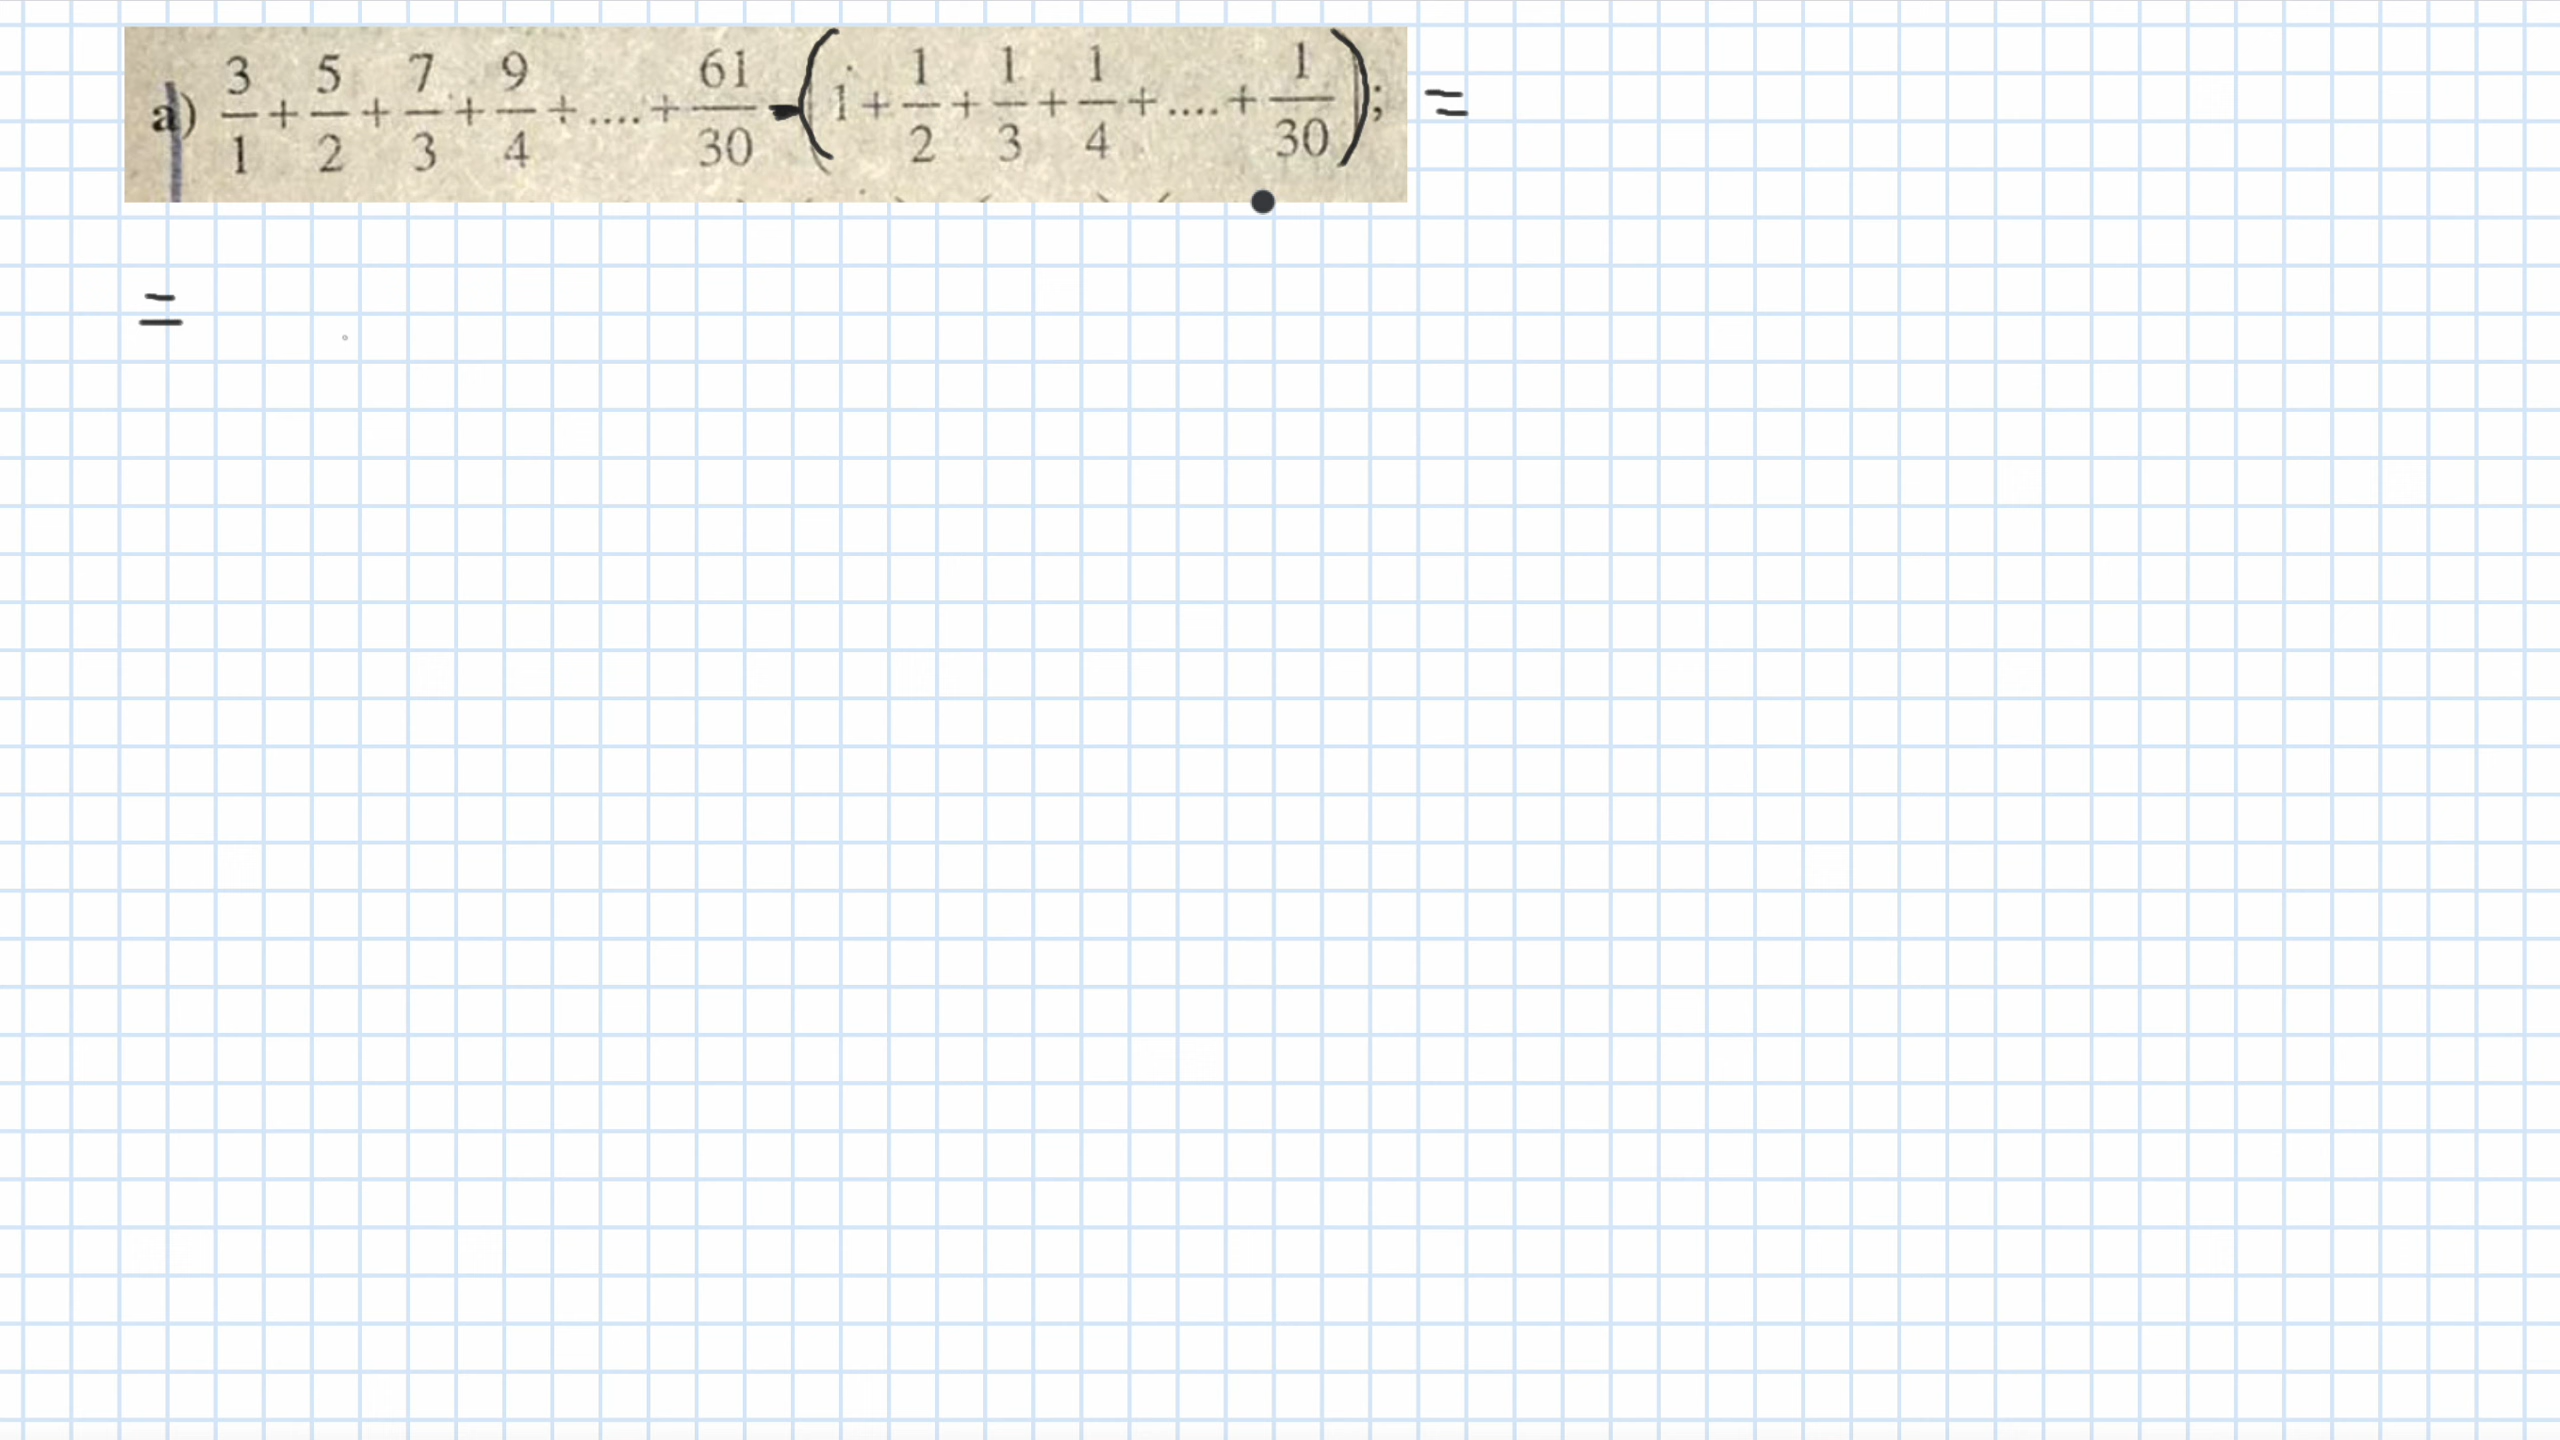 a) 3/1 + 5/2 + 7/3 + 9/4 + .... + 61/30 - (1 + 1/2 + 1/3 + 1/4 + .... + 1/30); =
=